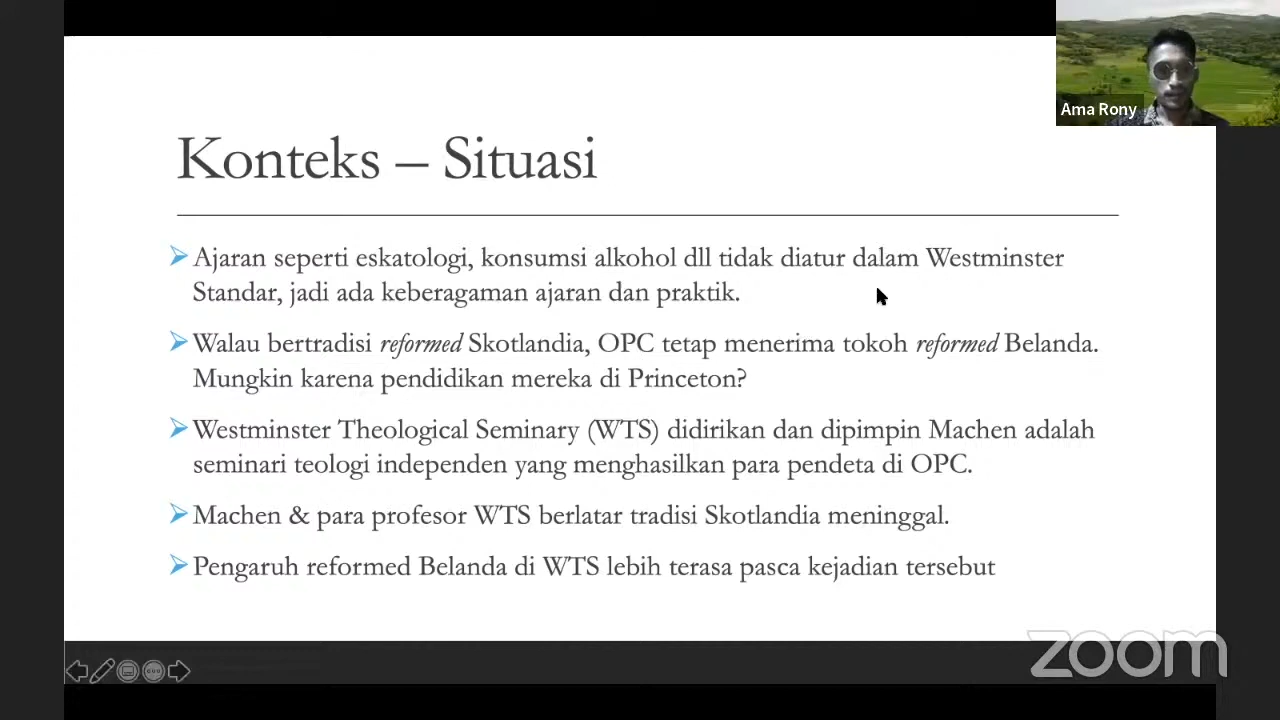 Ama Rony
Konteks – Situasi
Ajaran seperti eskatologi, konsumsi alkohol dll tidak diatur dalam Westminster
Standar, jadi ada keberagaman ajaran dan praktik.
Walau bertradisi reformed Skotlandia, OPC tetap menerima tokoh reformed Belanda.
Mungkin karena pendidikan mereka di Princeton?
Westminster Theological Seminary (WTS) didirikan dan dipimpin Machen adalah
seminari teologi independen yang menghasilkan para pendeta di OPC.
Machen & para profesor WTS berlatar tradisi Skotlandia meninggal.
Pengaruh reformed Belanda di WTS lebih terasa pasca kejadian tersebut
zoom